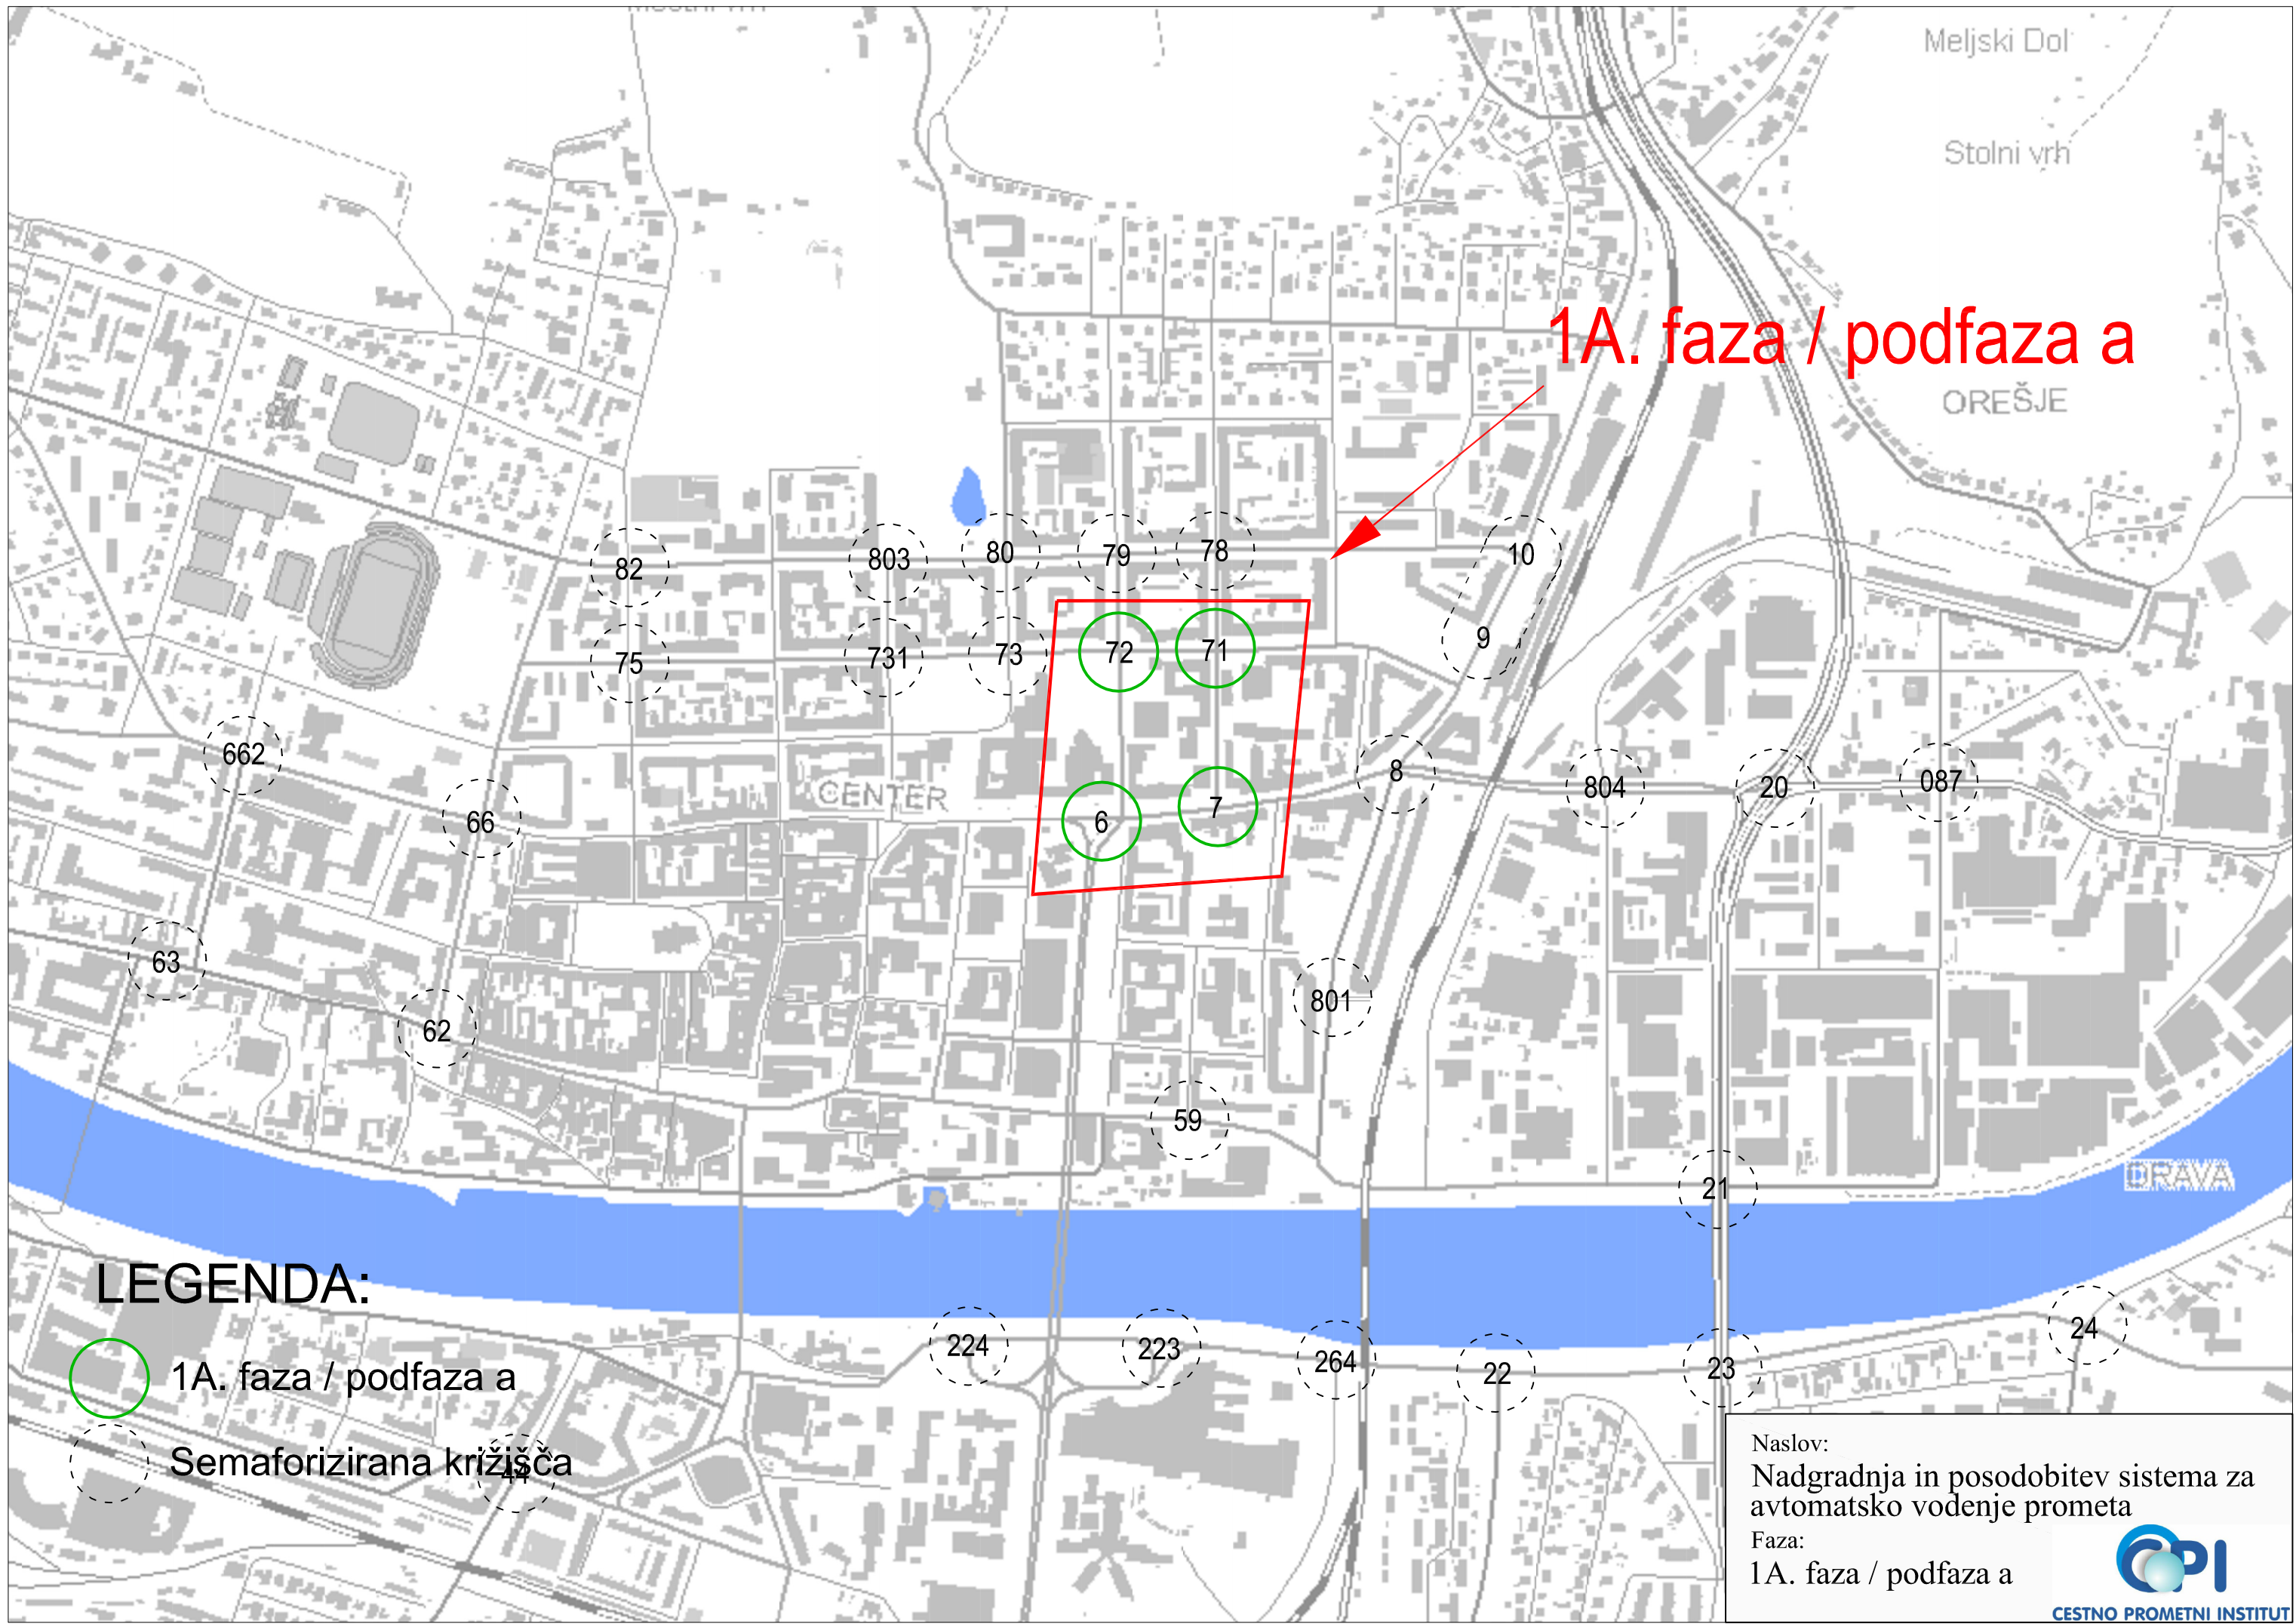 Meljski Dol
Stolni vrh
1A. faza / podfaza a
OREŠJE
82
803
80
79
78
10
75
731
73
72
71
9
662
66
CENTER
6
7
8
804
20
087
63
62
801
59
21
DRAVA
LEGENDA:
1A. faza / podfaza a
Semaforizirana križišča
44
224
223
264
22
23
24
Naslov:
Nadgradnja in posodobitev sistema za
avtomatsko vodenje prometa
Faza:
1A. faza / podfaza a
CPI
CESTNO PROMETNI INSTITUT